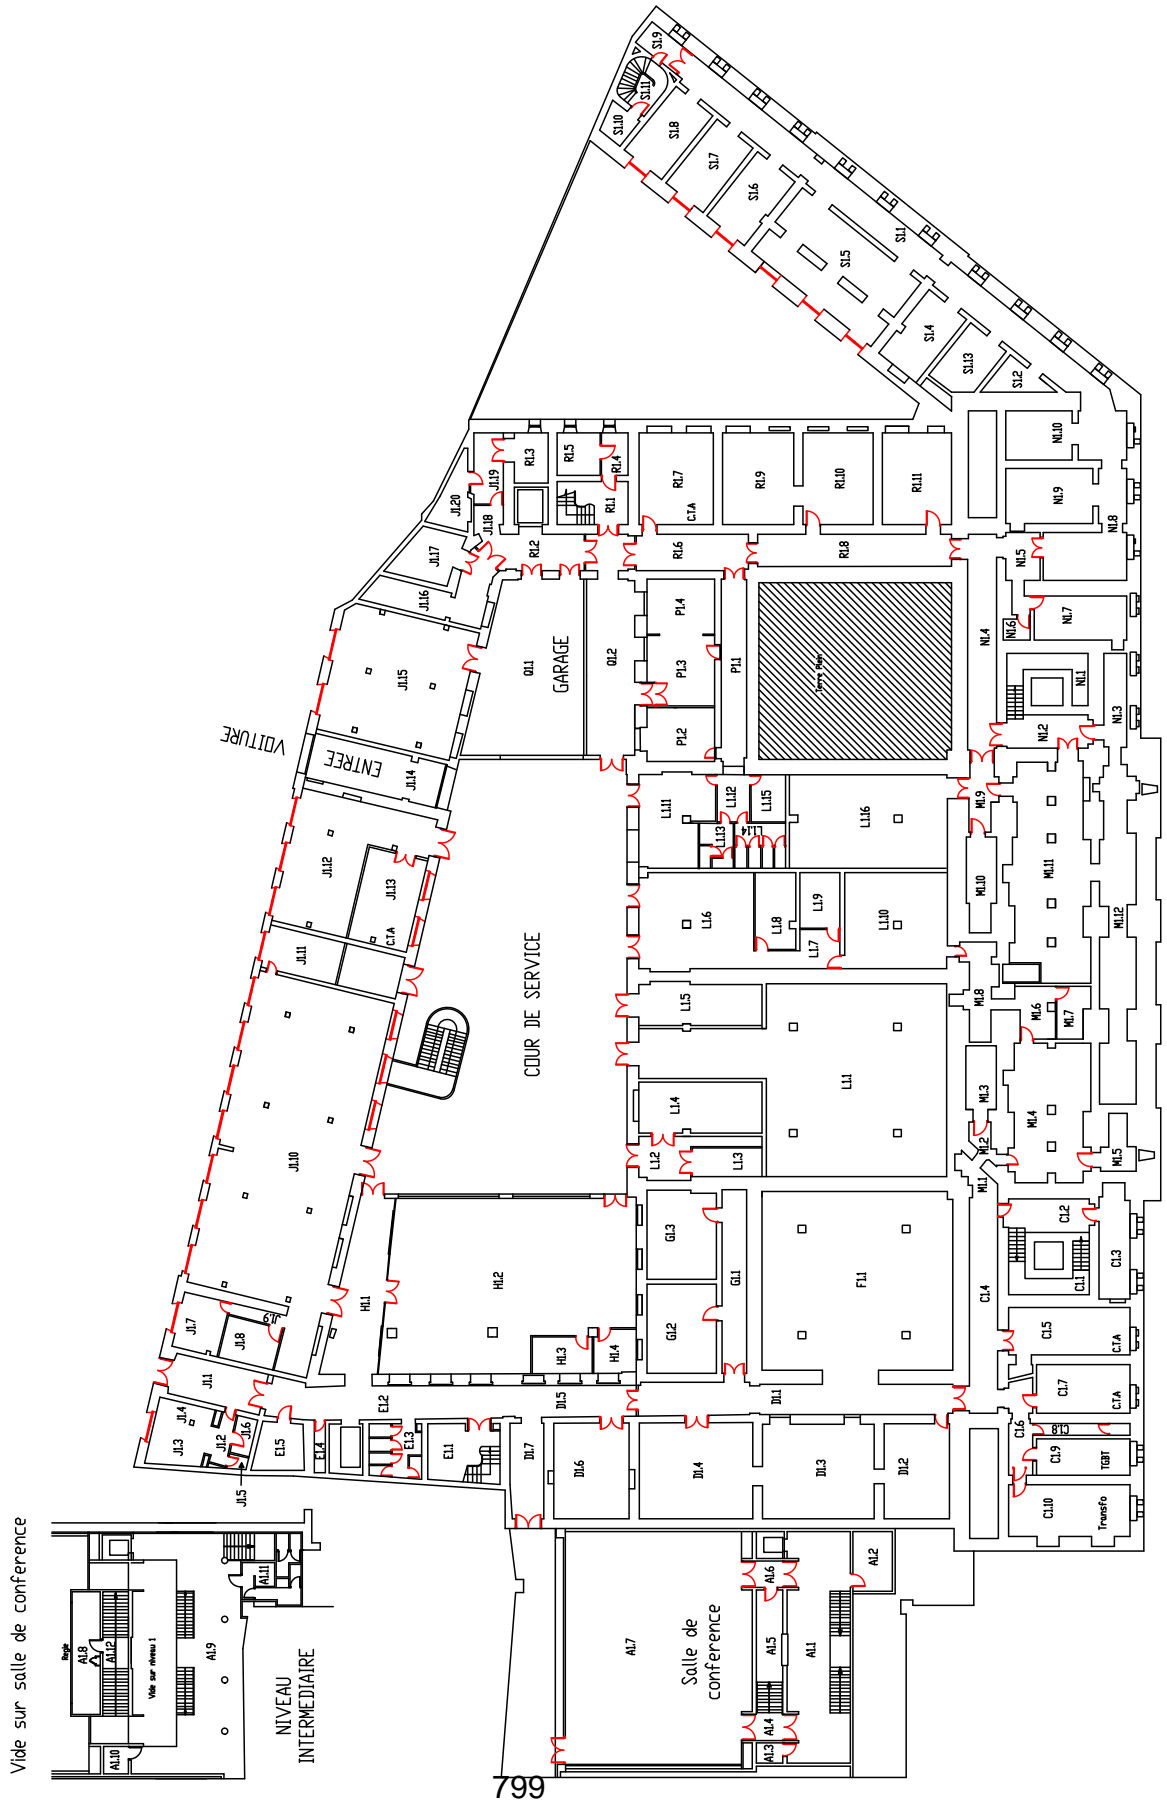 S1.9
S1.11
S1.10
S1.8
S1.7
S1.6
S1.1
S1.5
S1.4
S1.13
S1.2
R1.3
R1.5
R1.4
R1.1
R1.2
R1.6
R1.7
C.T.A
R1.9
R1.10
R1.11
R1.8
J1.20
J1.19
J1.18
J1.17
J1.16
J1.15
VOITURE
ENTREE
J1.14
J1.12
J1.13
C.T.A
J1.11
J1.10
J1.9
J1.7
J1.8
J1.1
J1.4
J1.3
J1.2
J1.6
J1.5
Q1.1
GARAGE
Q1.2
P1.4
P1.3
P1.2
P1.1
Terre Plein
N1.10
N1.9
N1.8
N1.5
N1.6
N1.7
N1.4
N1.1
N1.2
N1.3
L1.11
L1.12
L1.15
L1.13
L1.14
L1.16
L1.6
L1.8
L1.9
L1.7
L1.10
L1.5
L1.1
L1.4
L1.2
L1.3
M1.9
M1.10
M1.11
M1.12
M1.8
M1.6
M1.7
M1.3
M1.4
M1.2
M1.5
M1.1
COUR DE SERVICE
H1.1
H1.2
H1.3
H1.4
G1.3
G1.1
G1.2
F1.1
C1.2
C1.1
C1.3
C1.4
C1.5
C.T.A
C1.7
C.T.A
C1.6
C1.8
C1.9
TGBT
C1.10
Transfo
E1.2
E1.5
E1.4
E1.3
E1.1
D1.5
D1.1
D1.7
D1.6
D1.4
D1.3
D1.2
A1.7
Salle de
conference
A1.6
A1.2
A1.5
A1.1
A1.4
A1.3
Vide sur salle de conference
Regie
A1.8
A1.12
Vide sur niveau 1
A1.9
A1.11
A1.10
NIVEAU
INTERMEDIAIRE
799